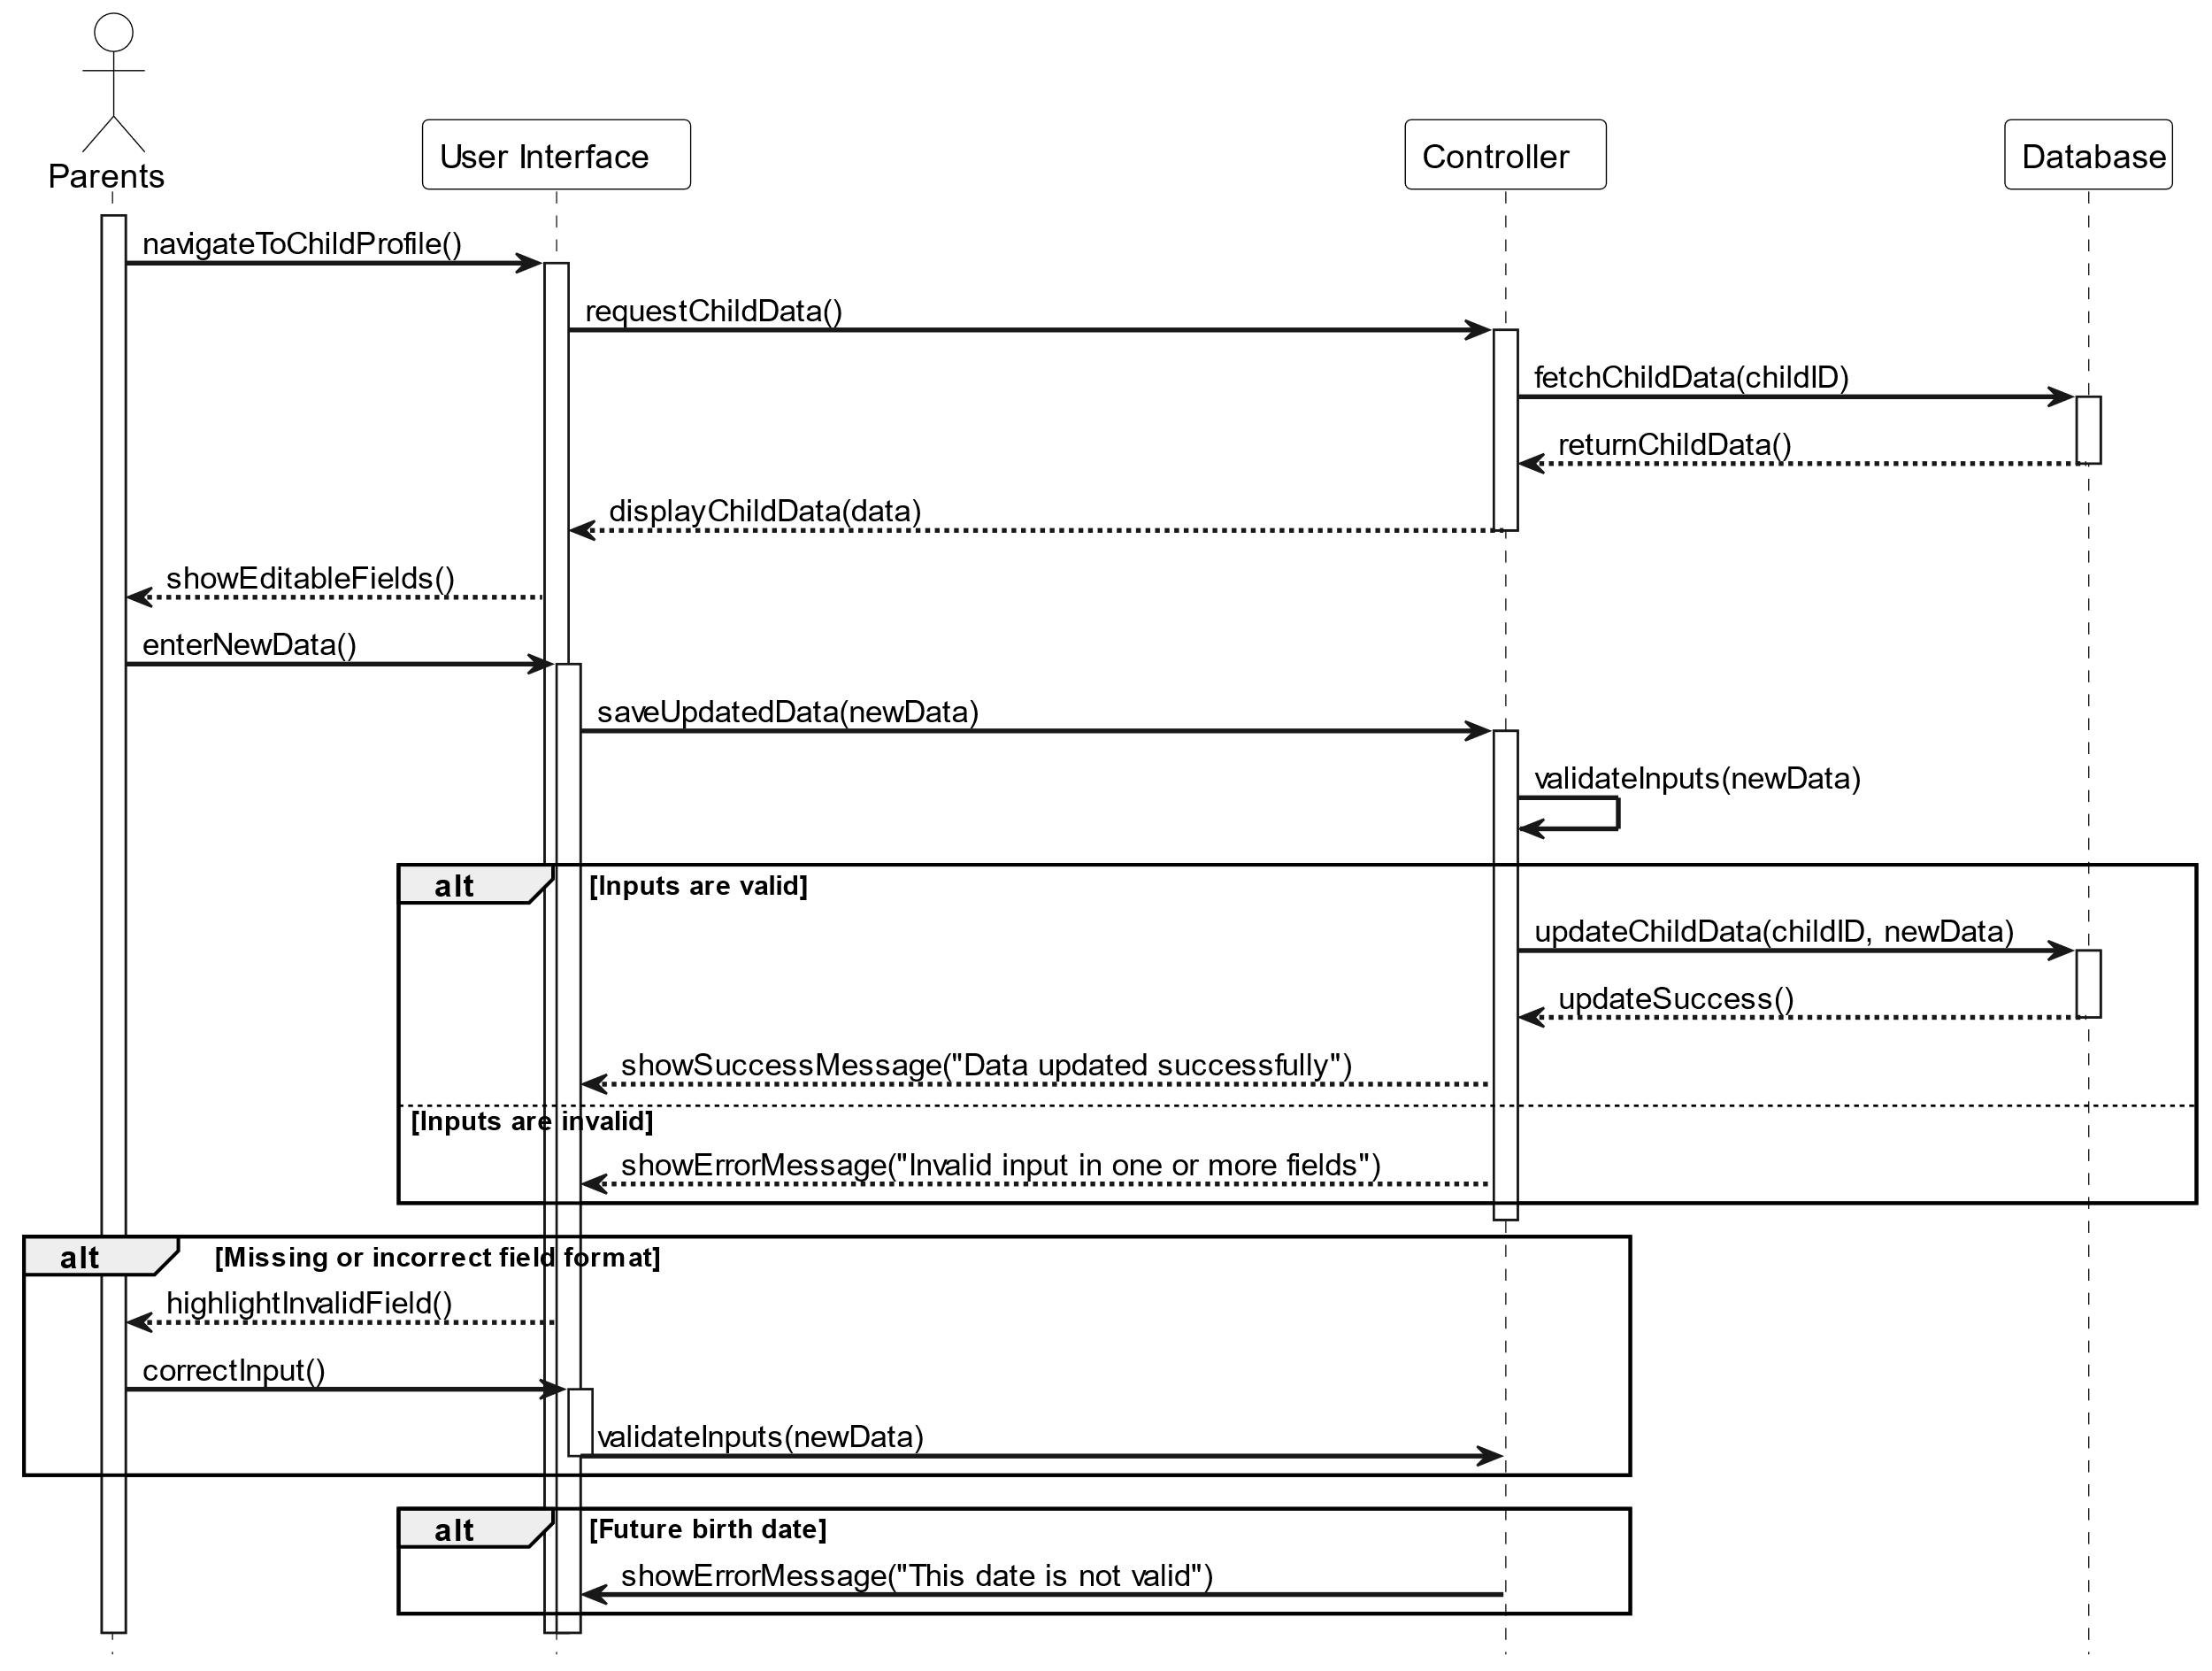 Parents
User Interface
Controller
Database
navigateToChildProfile()
requestChildData()
fetchChildData(childID)
returnChildData()
displayChildData(data)
showEditableFields()
enterNewData()
saveUpdatedData(newData)
validateInputs(newData)
alt
[Inputs are valid]
updateChildData(childID, newData)
updateSuccess()
showSuccessMessage("Data updated successfully")
[Inputs are invalid]
showErrorMessage("Invalid input in one or more fields")
alt
[Missing or incorrect field format]
highlightInvalidField()
correctInput()
validateInputs(newData)
alt
[Future birth date]
showErrorMessage("This date is not valid")